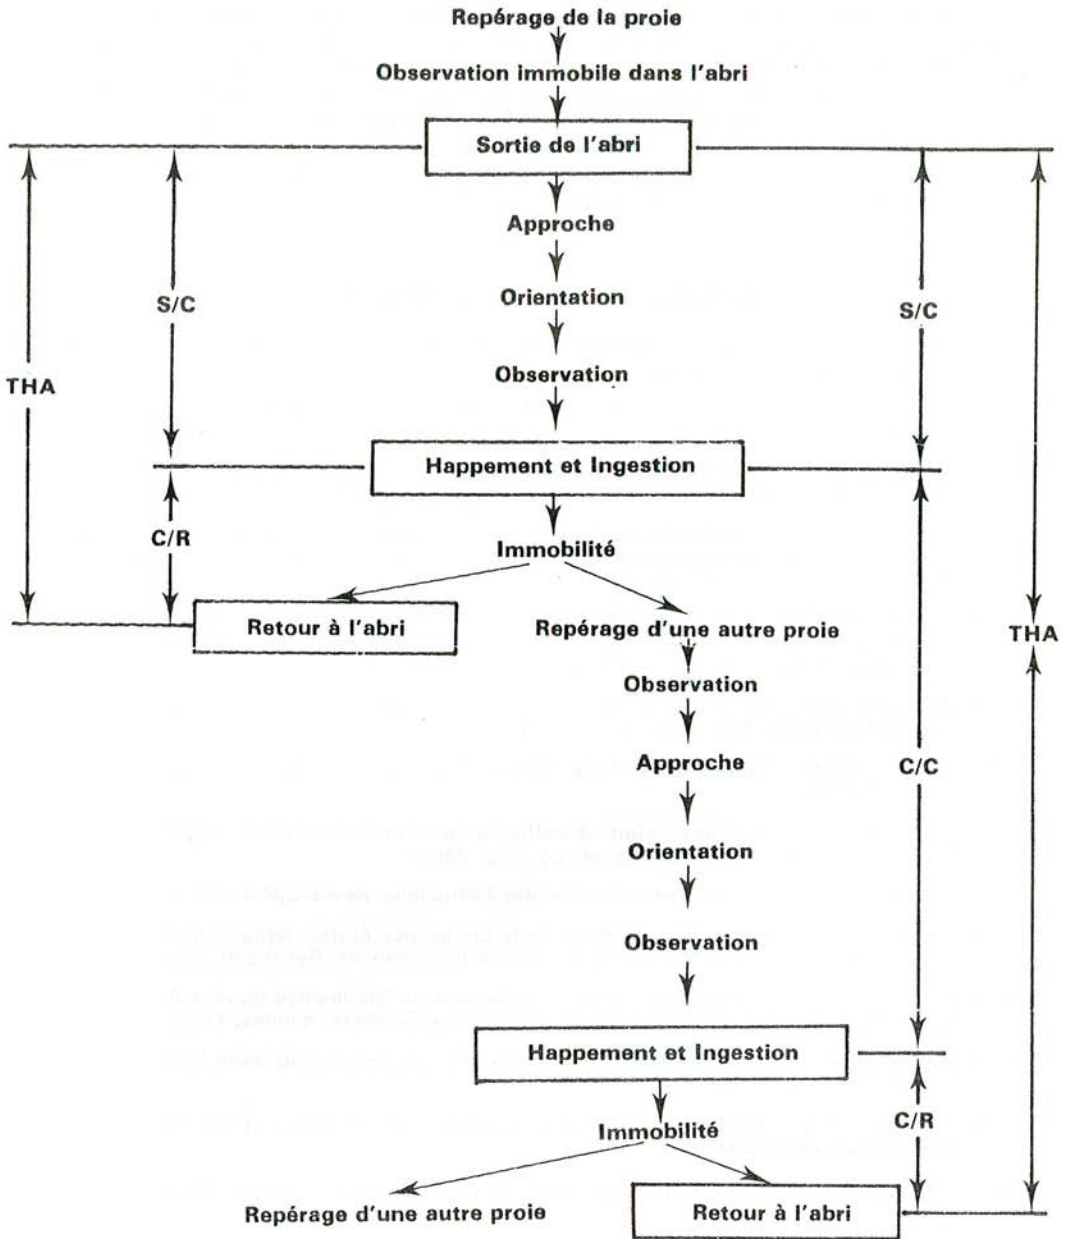 Repérage de la proie
Observation immobile dans l'abri
Sortie de l'abri
Approche
Orientation
S/C
S/C
Observation
THA
Happement et Ingestion
C/R
Immobilité
Retour à l'abri
Repérage d'une autre proie
THA
Observation
Approche
C/C
Orientation
Observation
Happement et Ingestion
C/R
Immobilité
Repérage d'une autre proie
Retour à l'abri